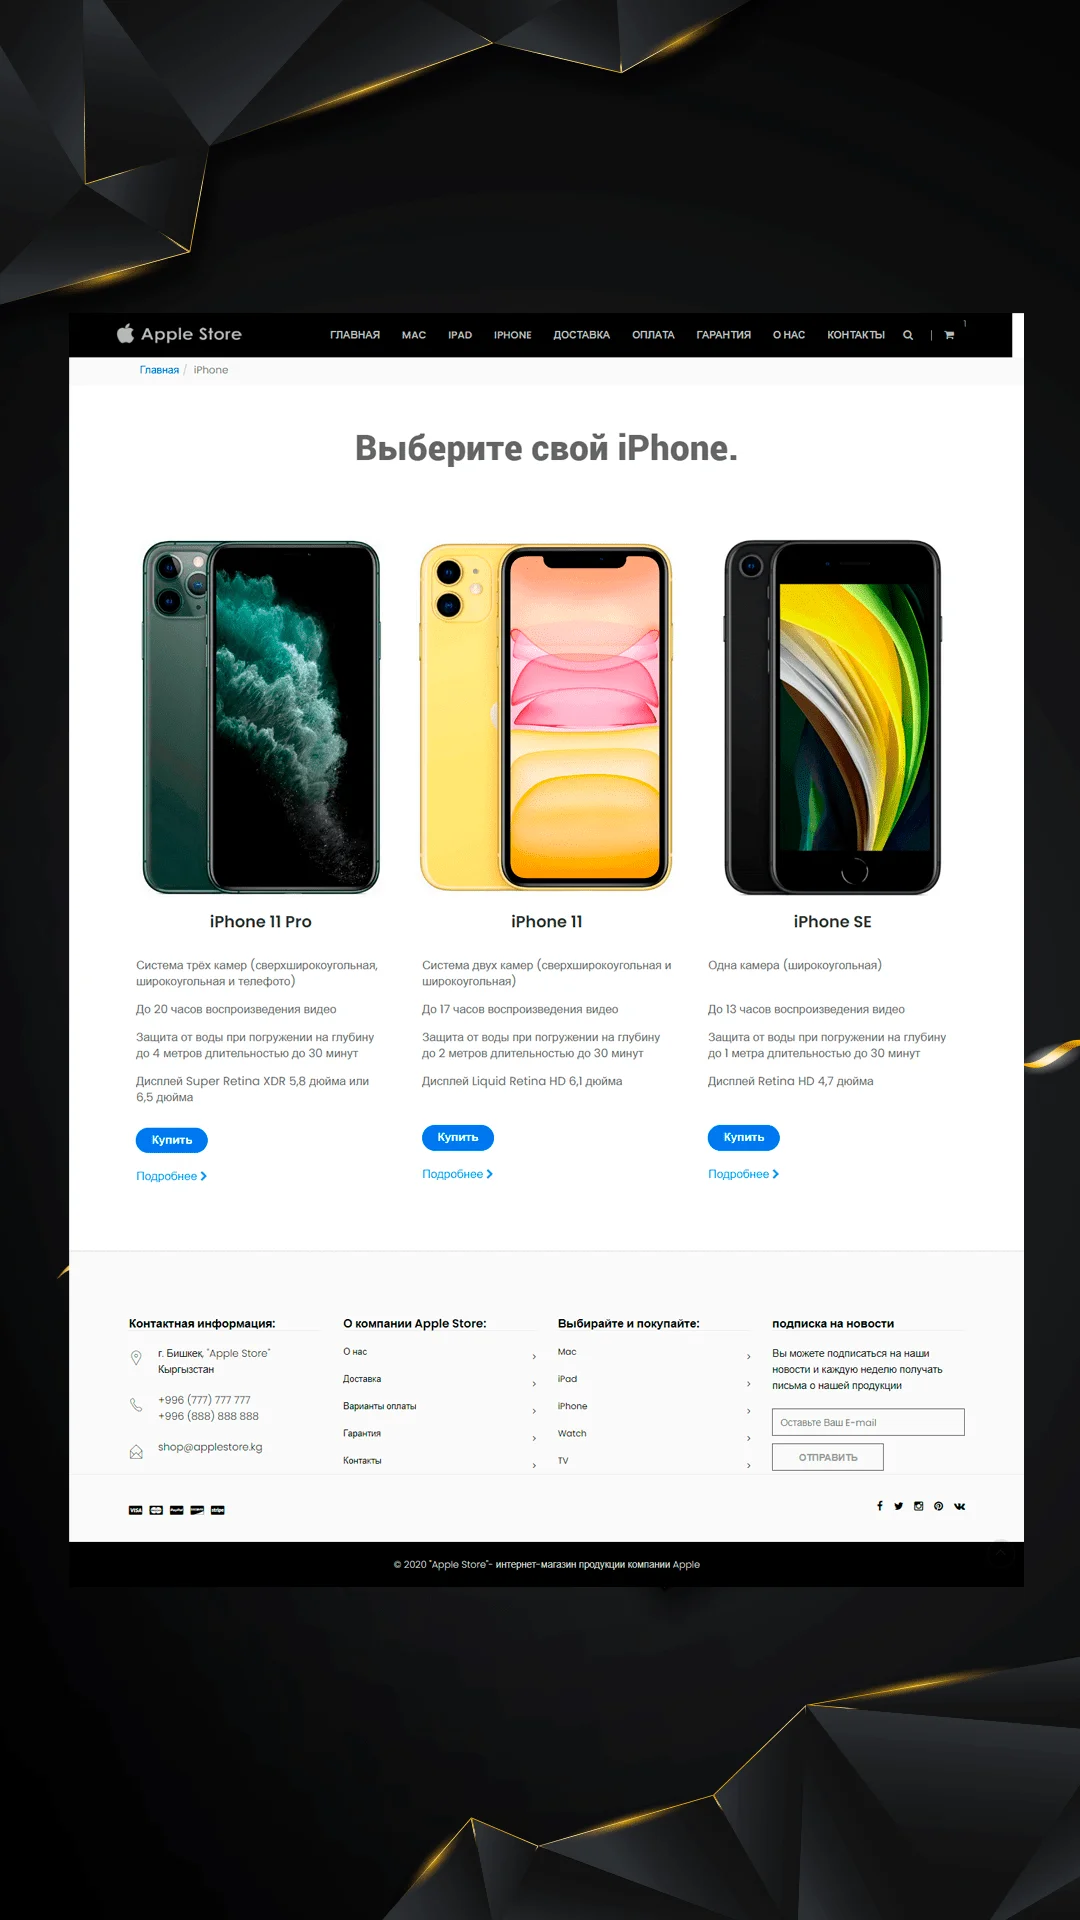 Apple Store ГЛАВНАЯ MAC IPAD IPHONE ДОСТАВКА ОПЛАТА ГАРАНТИЯ О НАС КОНТАКТЫ | 1
Главная / iPhone
Выберите свой iPhone.
iPhone 11 Pro
Система трёх камер (сверхширокоугольная,
широкоугольная и телефото)
До 20 часов воспроизведения видео
Защита от воды при погружении на глубину
до 4 метров длительностью до 30 минут
Дисплей Super Retina XDR 5,8 дюйма или
6,5 дюйма
Купить
Подробнее
iPhone 11
Система двух камер (сверхширокоугольная и
широкоугольная)
До 17 часов воспроизведения видео
Защита от воды при погружении на глубину
до 2 метров длительностью до 30 минут
Дисплей Liquid Retina HD 6,1 дюйма
Купить
Подробнее
iPhone SE
Одна камера (широкоугольная)
До 13 часов воспроизведения видео
Защита от воды при погружении на глубину
до 1 метра длительностью до 30 минут
Дисплей Retina HD 4,7 дюйма
Купить
Подробнее
Контактная информация:
г. Бишкек, "Apple Store"
Кыргызстан
+996 (777) 777 777
+996 (888) 888 888
shop@applestore.kg
О компании Apple Store:
О нас
Доставка
Варианты оплаты
Гарантия
Контакты
Выбирайте и покупайте:
Mac
iPad
iPhone
Watch
TV
подписка на новости
Вы можете подписаться на наши
новости и каждую неделю получать
письма о нашей продукции
Оставьте Ваш E-mail
ОТПРАВИТЬ
VISA PayPal stripe
© 2020 "Apple Store"- интернет-магазин продукции компании Apple